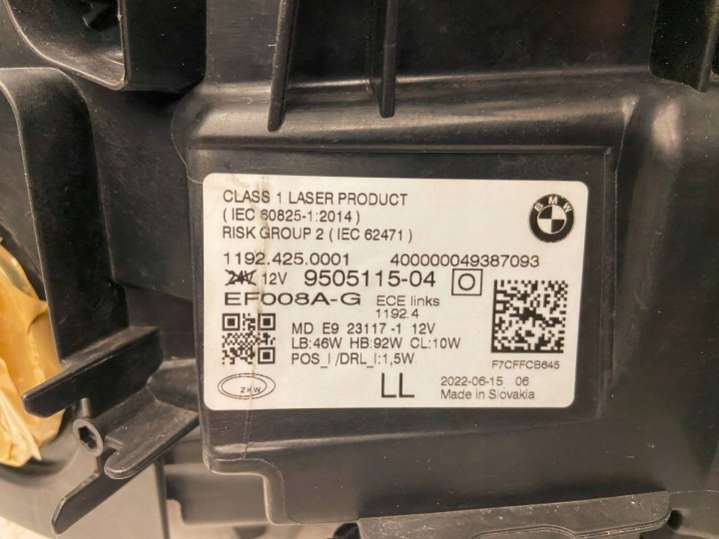 CLASS 1 LASER PRODUCT
( IEC 60825-1:2014 )
RISK GROUP 2 ( IEC 62471 )
BMW
1192.425.0001 400000049387093
24V 12V 9505115-04
EF008A-G ECE links
1192.4
MD E9 23117 -1 12V
LB:46W HB:92W CL:10W
POS_I /DRL_I:1,5W
F7CFFCB645
ZKW
LL
2022-06-15 06
Made in Slovakia